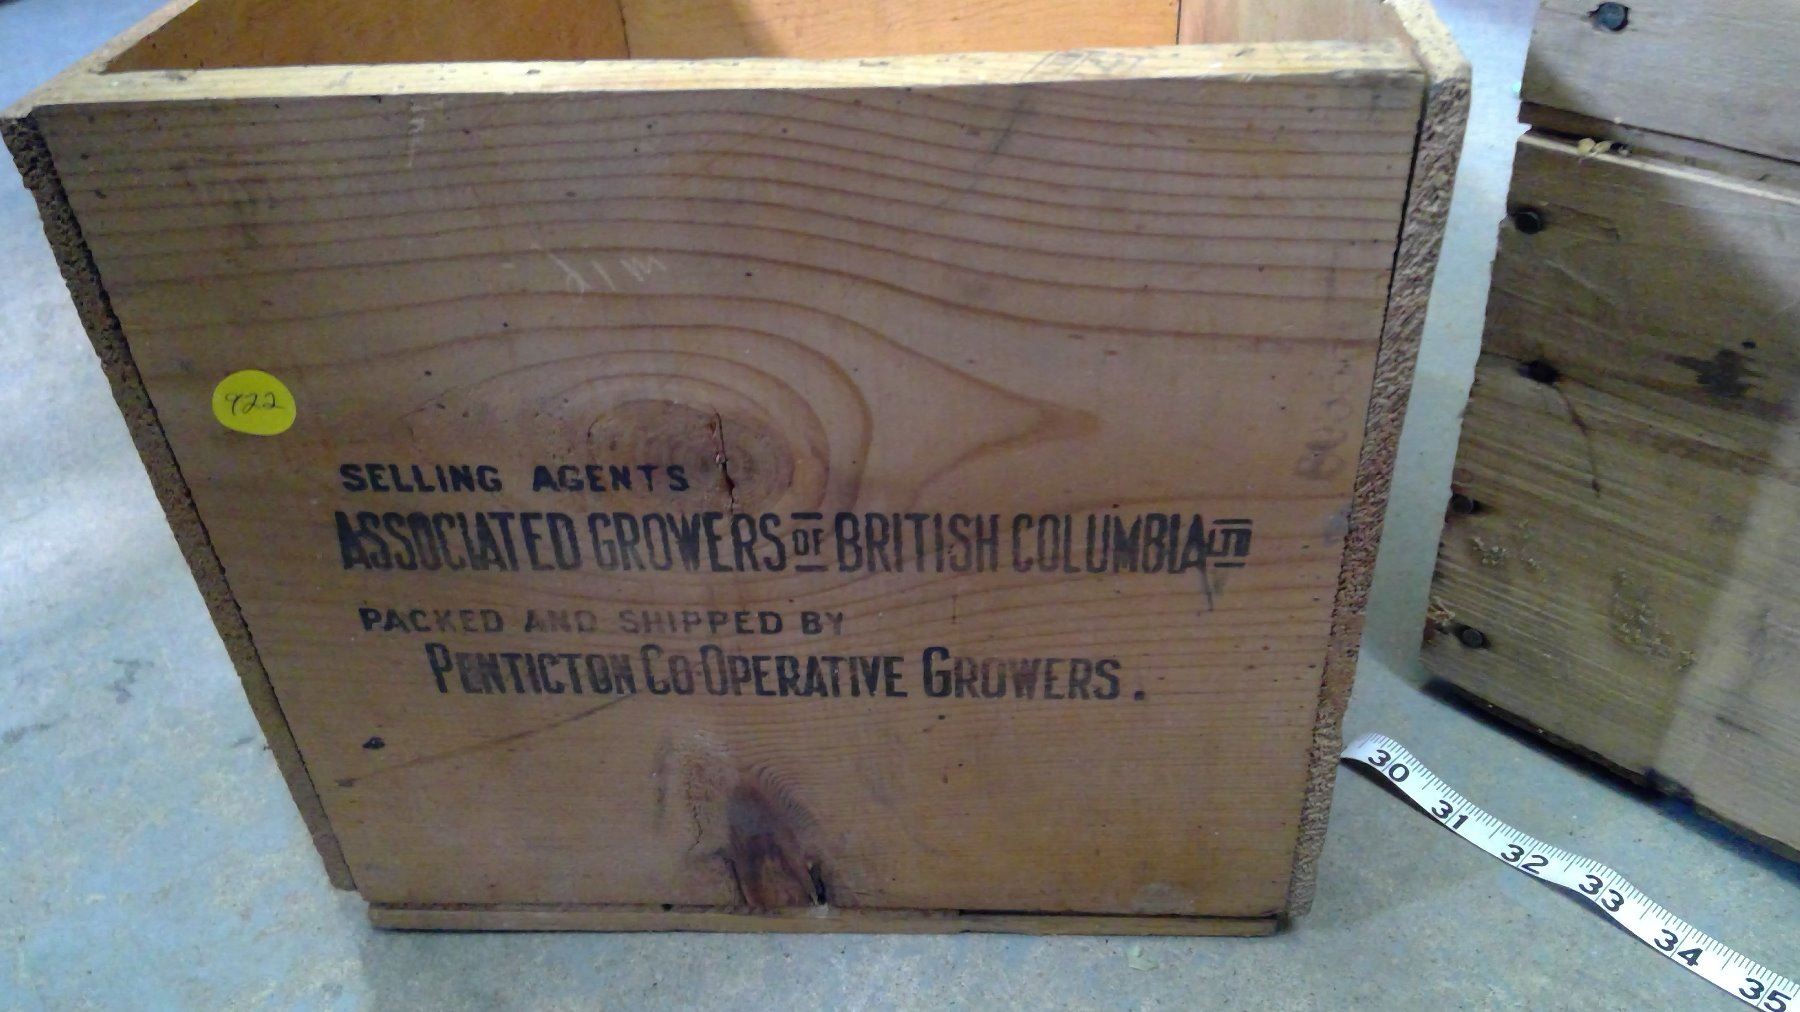 922
SELLING AGENTS
ASSOCIATED GROWERS OF BRITISH COLUMBIA
PACKED AND SHIPPED BY
PENTICTON CO-OPERATIVE GROWERS.
30
31
32
33
34
35